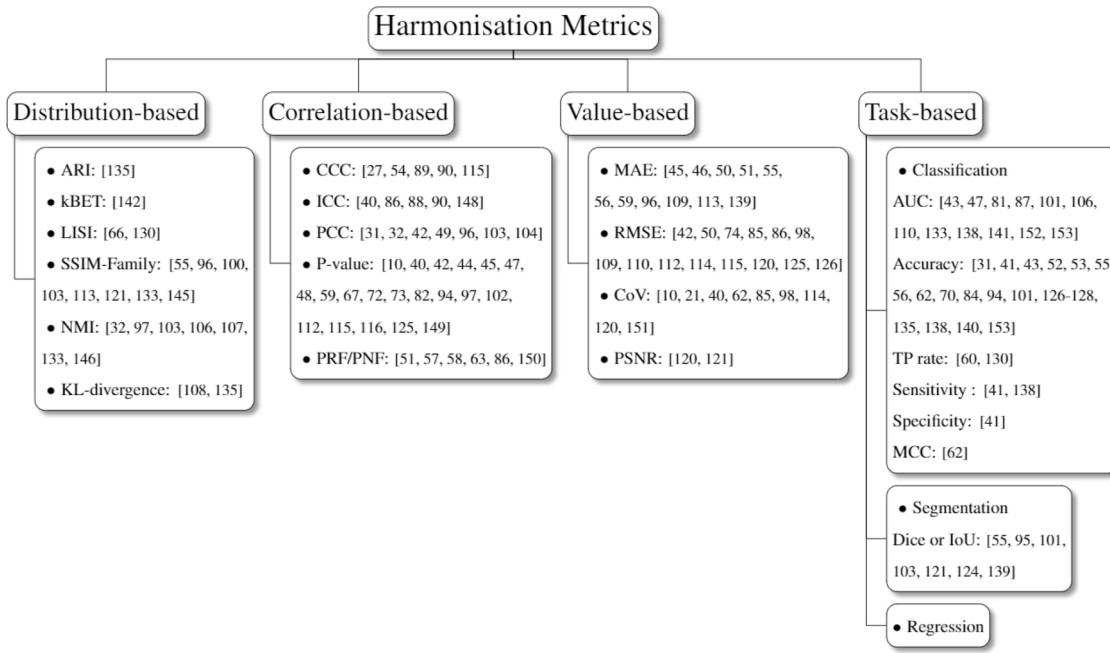 Harmonisation Metrics
Distribution-based
● ARI: [135]
● kBET: [142]
● LISI: [66, 130]
● SSIM-Family: [55, 96, 100,
103, 113, 121, 133, 145]
● NMI: [32, 97, 103, 106, 107,
133, 146]
● KL-divergence: [108, 135]
Correlation-based
● CCC: [27, 54, 89, 90, 115]
● ICC: [40, 86, 88, 90, 148]
● PCC: [31, 32, 42, 49, 96, 103, 104]
● P-value: [10, 40, 42, 44, 45, 47,
48, 59, 67, 72, 73, 82, 94, 97, 102,
112, 115, 116, 125, 149]
● PRF/PNF: [51, 57, 58, 63, 86, 150]
Value-based
● MAE: [45, 46, 50, 51, 55,
56, 59, 96, 109, 113, 139]
● RMSE: [42, 50, 74, 85, 86, 98,
109, 110, 112, 114, 115, 120, 125, 126]
● CoV: [10, 21, 40, 62, 85, 98, 114,
120, 151]
● PSNR: [120, 121]
Task-based
● Classification
AUC: [43, 47, 81, 87, 101, 106,
110, 133, 138, 141, 152, 153]
Accuracy: [31, 41, 43, 52, 53, 55,
56, 62, 70, 84, 94, 101, 126-128,
135, 138, 140, 153]
TP rate: [60, 130]
Sensitivity : [41, 138]
Specificity: [41]
MCC: [62]
● Segmentation
Dice or IoU: [55, 95, 101,
103, 121, 124, 139]
● Regression